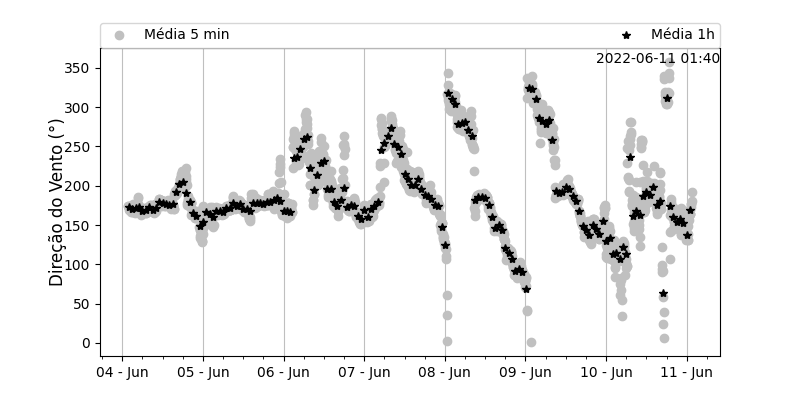 Média 5 min
Média 1h
2022-06-11 01:40
Direção do Vento (°)
350
300
250
200
150
100
50
0
04 - Jun
05 - Jun
06 - Jun
07 - Jun
08 - Jun
09 - Jun
10 - Jun
11 - Jun